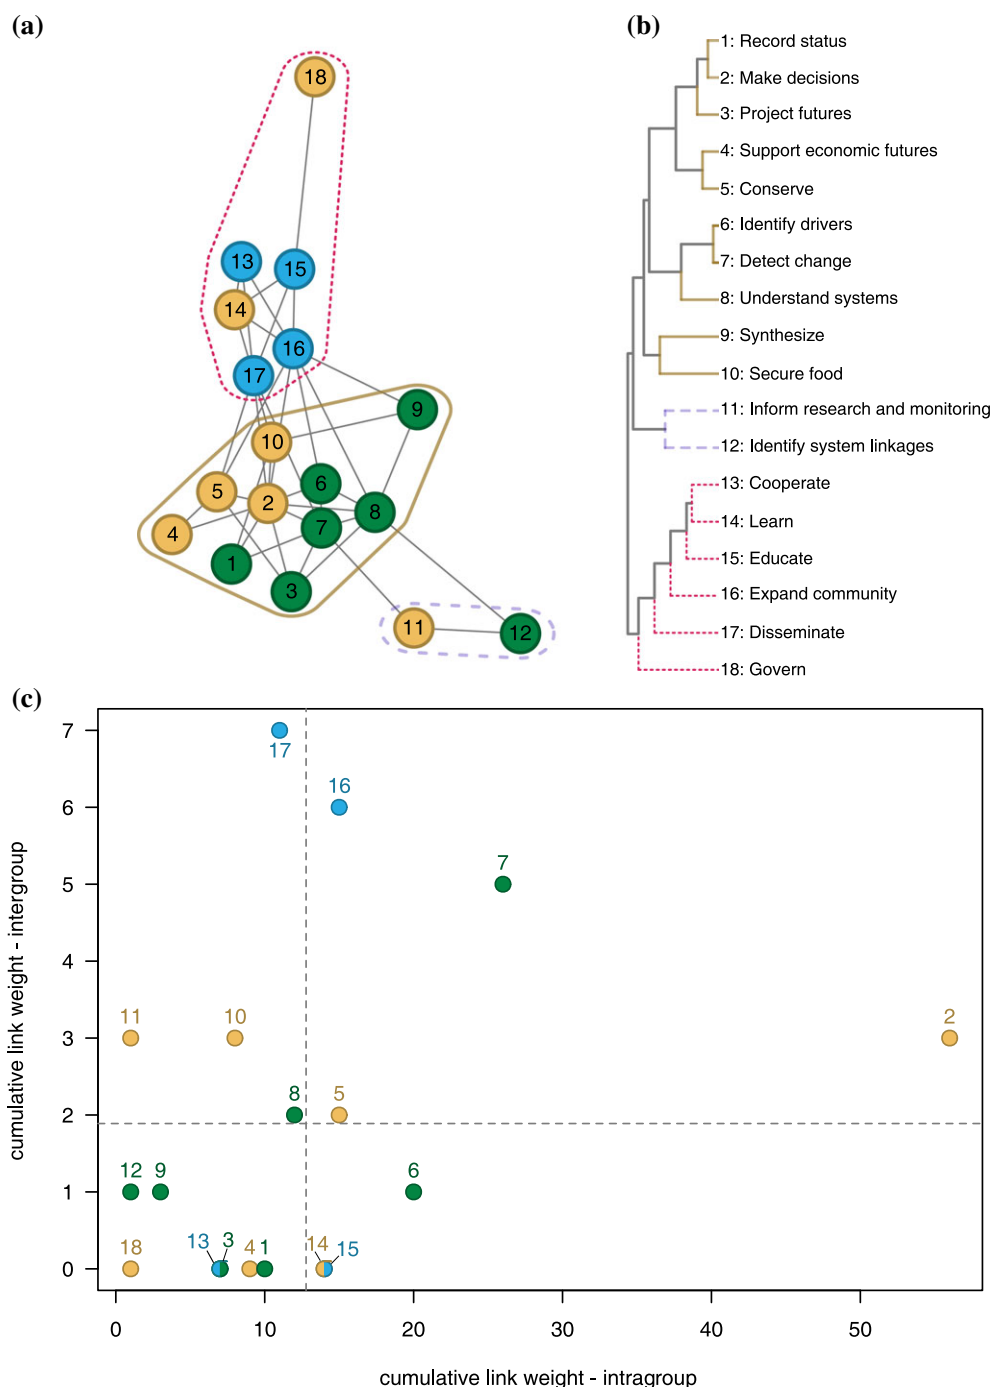 (a)
18
13
15
14
16
17
9
10
6
5
2
8
7
4
1
3
11
12
(b)
1: Record status
2: Make decisions
3: Project futures
4: Support economic futures
5: Conserve
6: Identify drivers
7: Detect change
8: Understand systems
9: Synthesize
10: Secure food
11: Inform research and monitoring
12: Identify system linkages
13: Cooperate
14: Learn
15: Educate
16: Expand community
17: Disseminate
18: Govern
(c)
cumulative link weight - intergroup
7
6
5
4
3
2
1
0
17
16
7
11
10
2
8
5
12
9
6
18
13
3
4
1
14
15
0
10
20
30
40
50
cumulative link weight - intragroup